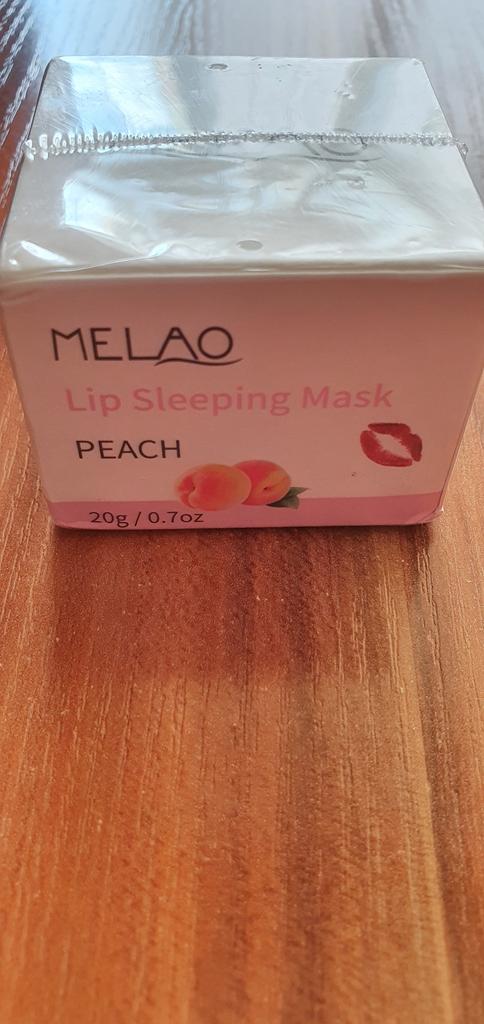 MELAO
Lip Sleeping Mask
PEACH
20g / 0.7oz